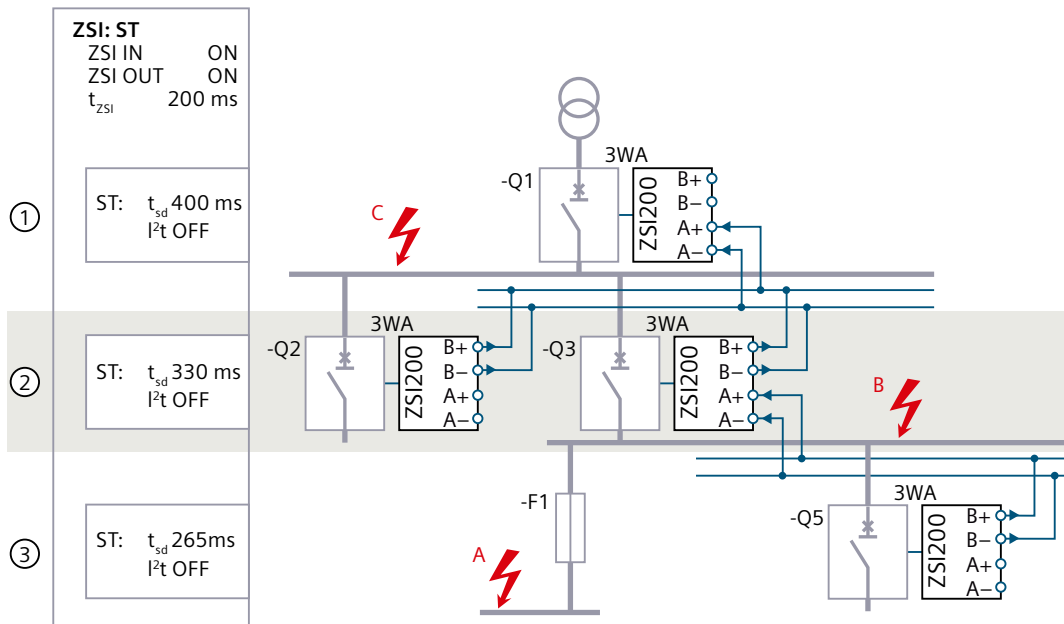 ZSI: ST
ZSI IN ON
ZSI OUT ON
tZSI 200 ms
3WA
-Q1
ZSI200
B+
B−
A+
A−
1
ST: tsd 400 ms
I²t OFF
C
3WA
-Q2
ZSI200
B+
B−
A+
A−
3WA
-Q3
ZSI200
B+
B−
A+
A−
2
ST: tsd 330 ms
I²t OFF
B
3WA
-F1
-Q5
ZSI200
B+
B−
A+
A−
3
ST: tsd 265ms
I²t OFF
A